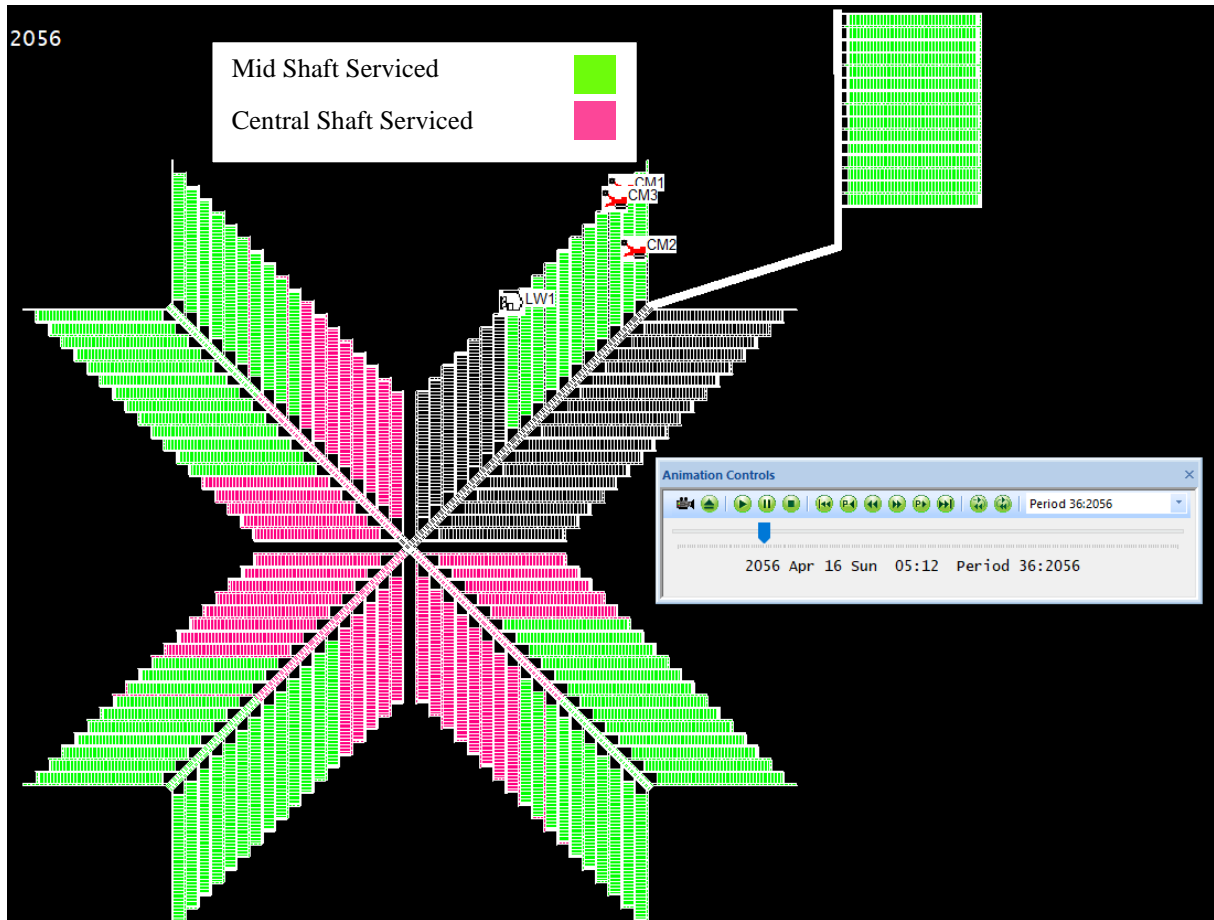 2056
Mid Shaft Serviced
Central Shaft Serviced
CM1
CM3
CM2
LW1
Animation Controls
Period 36:2056
2056 Apr 16 Sun 05:12 Period 36:2056